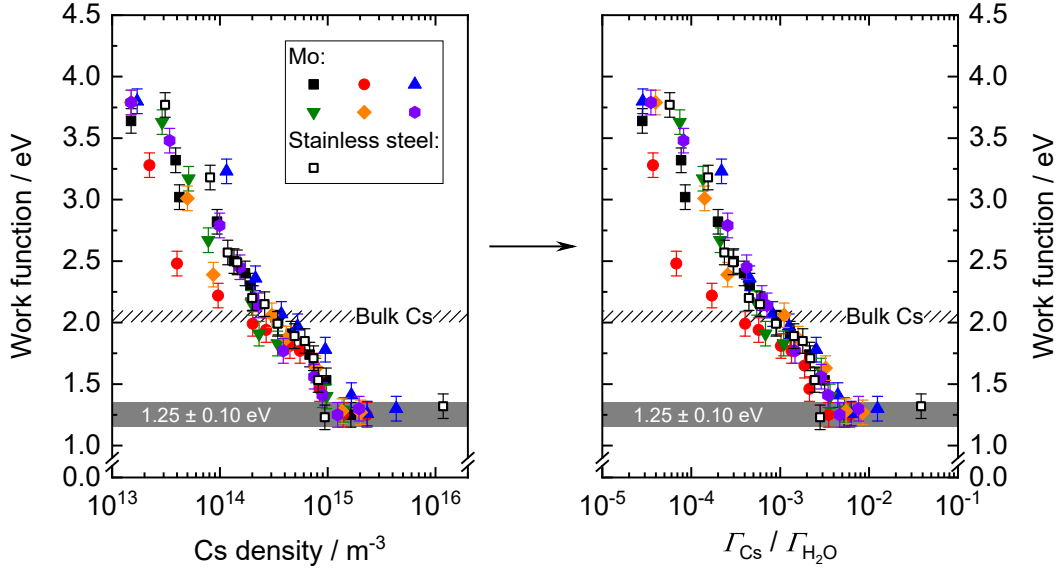 4.5
4.0
3.5
3.0
2.5
2.0
1.5
1.0
0.0
Work function / eV
Mo:
Stainless steel:
Bulk Cs
1.25 ± 0.10 eV
10¹³ 10¹⁴ 10¹⁵ 10¹⁶
Cs density / m⁻³
4.5
4.0
3.5
3.0
2.5
2.0
1.5
1.0
0.0
Work function / eV
Bulk Cs
1.25 ± 0.10 eV
10⁻⁵ 10⁻⁴ 10⁻³ 10⁻² 10⁻¹
Γ_Cs / Γ_H₂O